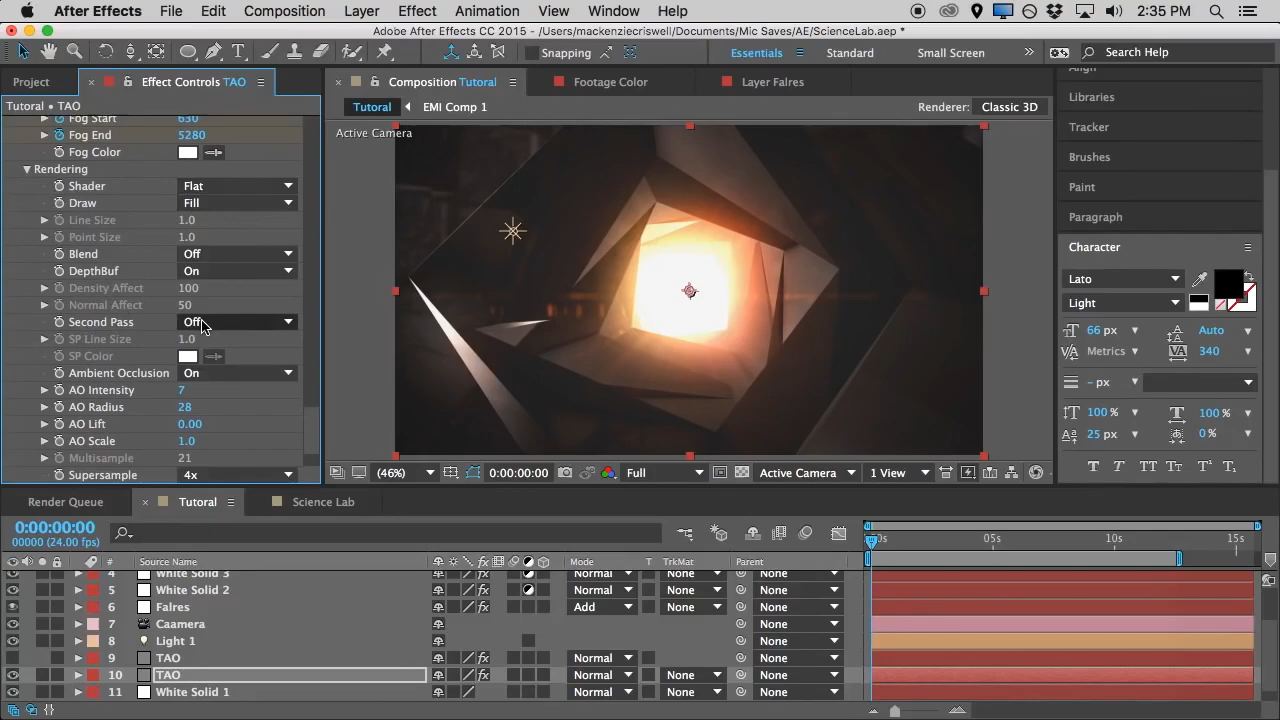 After Effects File Edit Composition Layer Effect Animation View Window Help 2:35 PM
Adobe After Effects CC 2015 - /Users/mackenziecriswell/Documents/Mic Saves/AE/ScienceLab.aep *
Snapping Essentials Standard Small Screen Search Help
Project Effect Controls TAO Composition Tutoral Footage Color Layer Falres
Align
Tutoral • TAO Tutoral EMI Comp 1 Renderer: Classic 3D
Libraries
Fog Start 630
Active Camera
Tracker
Fog End 5280
Fog Color
Brushes
Rendering
Shader Flat
Paint
Draw Fill
Line Size 1.0
Paragraph
Point Size 1.0
Blend Off
Character
DepthBuf On
Lato
Density Affect 100
Normal Affect 50
Light
Second Pass Off
66 px Auto
SP Line Size 1.0
Metrics 340
SP Color
Ambient Occlusion On
- px
AO Intensity 7
AO Radius 28
100 % 100 %
AO Lift 0.00
25 px 0 %
AO Scale 1.0
Multisample 21
Supersample 4x
(46%) 0:00:00:00 Full Active Camera 1 View
Render Queue Tutoral Science Lab
0:00:00:00
00000 (24.00 fps)
05s 10s 15s
# Source Name Mode T TrkMat Parent
4 White Solid 3 Normal None None
5 White Solid 2 Normal None None
6 Falres Add None None
7 Caamera None
8 Light 1 None
9 TAO Normal None
10 TAO Normal None None
11 White Solid 1 Normal None None